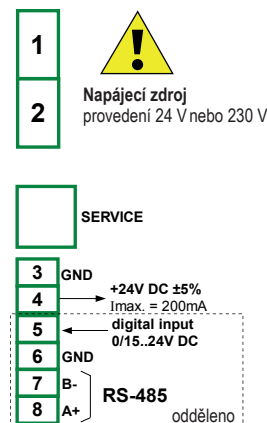 1
2
Napájecí zdroj
provedení 24 V nebo 230 V
SERVICE
3 GND
4 +24V DC ±5%
Imax. = 200mA
5 digital input
0/15..24V DC
6 GND
7 B-
8 A+
RS-485
odděleno